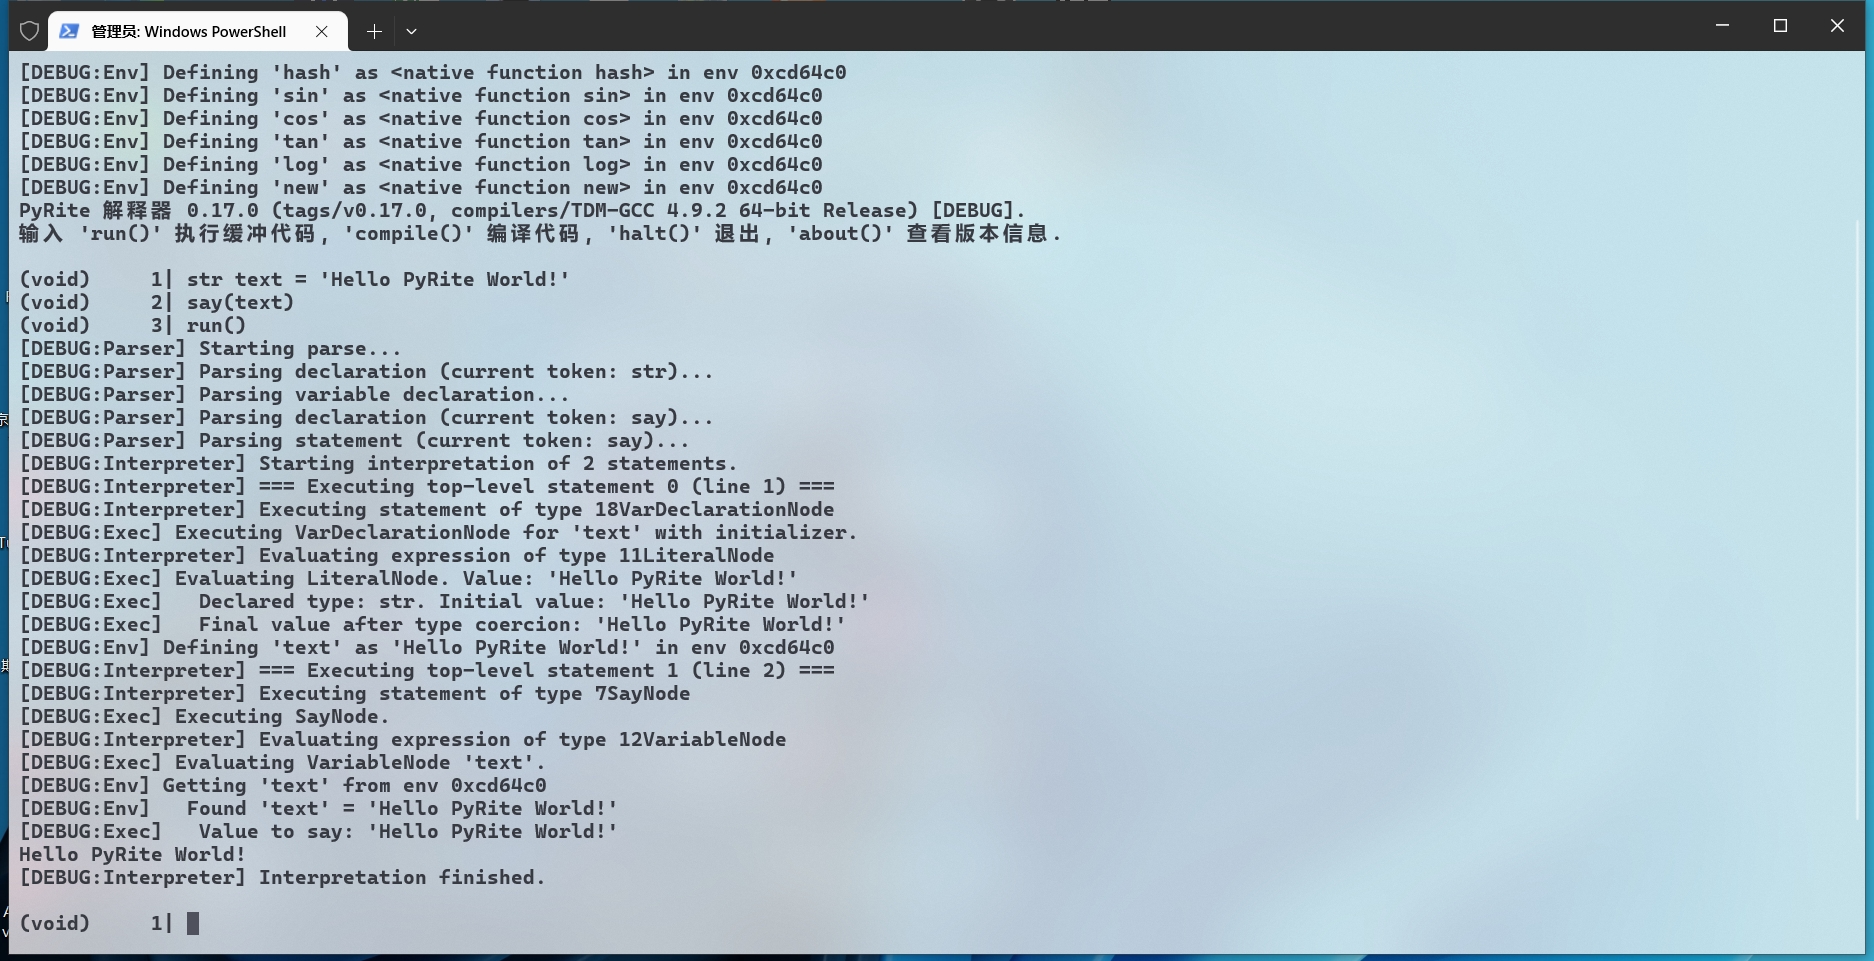 管理员: Windows PowerShell
[DEBUG:Env] Defining 'hash' as <native function hash> in env 0xcd64c0
[DEBUG:Env] Defining 'sin' as <native function sin> in env 0xcd64c0
[DEBUG:Env] Defining 'cos' as <native function cos> in env 0xcd64c0
[DEBUG:Env] Defining 'tan' as <native function tan> in env 0xcd64c0
[DEBUG:Env] Defining 'log' as <native function log> in env 0xcd64c0
[DEBUG:Env] Defining 'new' as <native function new> in env 0xcd64c0
PyRite 解释器 0.17.0 (tags/v0.17.0, compilers/TDM-GCC 4.9.2 64-bit Release) [DEBUG].
输入 'run()' 执行缓冲代码, 'compile()' 编译代码, 'halt()' 退出, 'about()' 查看版本信息.
(void)     1| str text = 'Hello PyRite World!'
(void)     2| say(text)
(void)     3| run()
[DEBUG:Parser] Starting parse...
[DEBUG:Parser] Parsing declaration (current token: str)...
[DEBUG:Parser] Parsing variable declaration...
[DEBUG:Parser] Parsing declaration (current token: say)...
[DEBUG:Parser] Parsing statement (current token: say)...
[DEBUG:Interpreter] Starting interpretation of 2 statements.
[DEBUG:Interpreter] === Executing top-level statement 0 (line 1) ===
[DEBUG:Interpreter] Executing statement of type 18VarDeclarationNode
[DEBUG:Exec] Executing VarDeclarationNode for 'text' with initializer.
[DEBUG:Interpreter] Evaluating expression of type 11LiteralNode
[DEBUG:Exec] Evaluating LiteralNode. Value: 'Hello PyRite World!'
[DEBUG:Exec]   Declared type: str. Initial value: 'Hello PyRite World!'
[DEBUG:Exec]   Final value after type coercion: 'Hello PyRite World!'
[DEBUG:Env] Defining 'text' as 'Hello PyRite World!' in env 0xcd64c0
[DEBUG:Interpreter] === Executing top-level statement 1 (line 2) ===
[DEBUG:Interpreter] Executing statement of type 7SayNode
[DEBUG:Exec] Executing SayNode.
[DEBUG:Interpreter] Evaluating expression of type 12VariableNode
[DEBUG:Exec] Evaluating VariableNode 'text'.
[DEBUG:Env] Getting 'text' from env 0xcd64c0
[DEBUG:Env]   Found 'text' = 'Hello PyRite World!'
[DEBUG:Exec]   Value to say: 'Hello PyRite World!'
Hello PyRite World!
[DEBUG:Interpreter] Interpretation finished.
(void)     1|